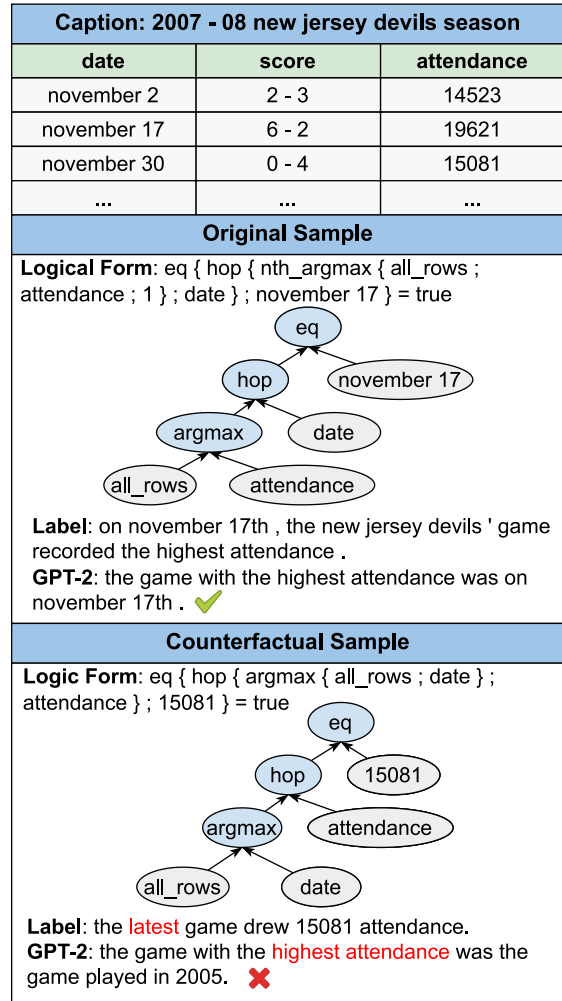 Caption: 2007 - 08 new jersey devils season
date score attendance
november 2 2 - 3 14523
november 17 6 - 2 19621
november 30 0 - 4 15081
... ... ...
Original Sample
Logical Form: eq { hop { nth_argmax { all_rows ;
attendance ; 1 } ; date } ; november 17 } = true
eq
hop november 17
argmax date
all_rows attendance
Label: on november 17th , the new jersey devils ' game
recorded the highest attendance .
GPT-2: the game with the highest attendance was on
november 17th .
Counterfactual Sample
Logic Form: eq { hop { argmax { all_rows ; date } ;
attendance } ; 15081 } = true
eq
hop 15081
argmax attendance
all_rows date
Label: the latest game drew 15081 attendance.
GPT-2: the game with the highest attendance was the
game played in 2005.